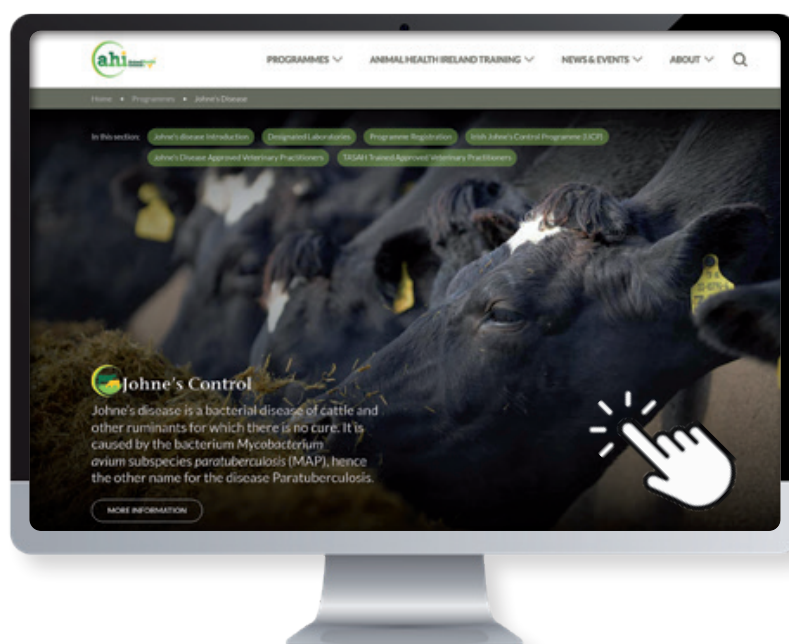 ahi
PROGRAMMES ANIMAL HEALTH IRELAND TRAINING NEWS & EVENTS ABOUT
Home • Programmes • Johne's Disease
In this section: Johne's disease Introduction Designated Laboratories Programme Registration Irish Johne's Control Programme (IJCP)
Johne's Disease Approved Veterinary Practitioners TASAH Trained Approved Veterinary Practitioners
Johne's Control
Johne's disease is a bacterial disease of cattle and
other ruminants for which there is no cure. It is
caused by the bacterium Mycobacterium
avium subspecies paratuberculosis (MAP), hence
the other name for the disease Paratuberculosis.
MORE INFORMATION